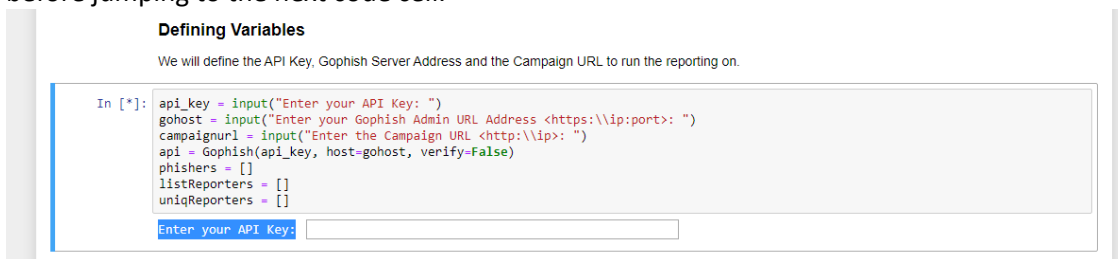 Defining Variables
We will define the API Key, Gophish Server Address and the Campaign URL to run the reporting on.
In [*]: api_key = input("Enter your API Key: ")
gohost = input("Enter your Gophish Admin URL Address <https:\\ip:port>: ")
campaignurl = input("Enter the Campaign URL <http:\\ip>: ")
api = Gophish(api_key, host=gohost, verify=False)
phishers = []
listReporters = []
uniqReporters = []
Enter your API Key: